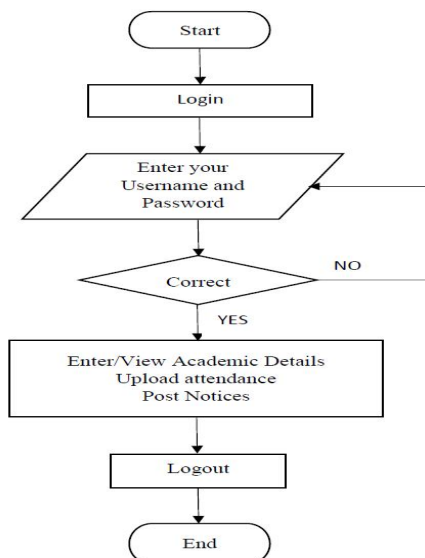 Start
Login
Enter your
Username and
Password
Correct
NO
YES
Enter/View Academic Details
Upload attendance
Post Notices
Logout
End